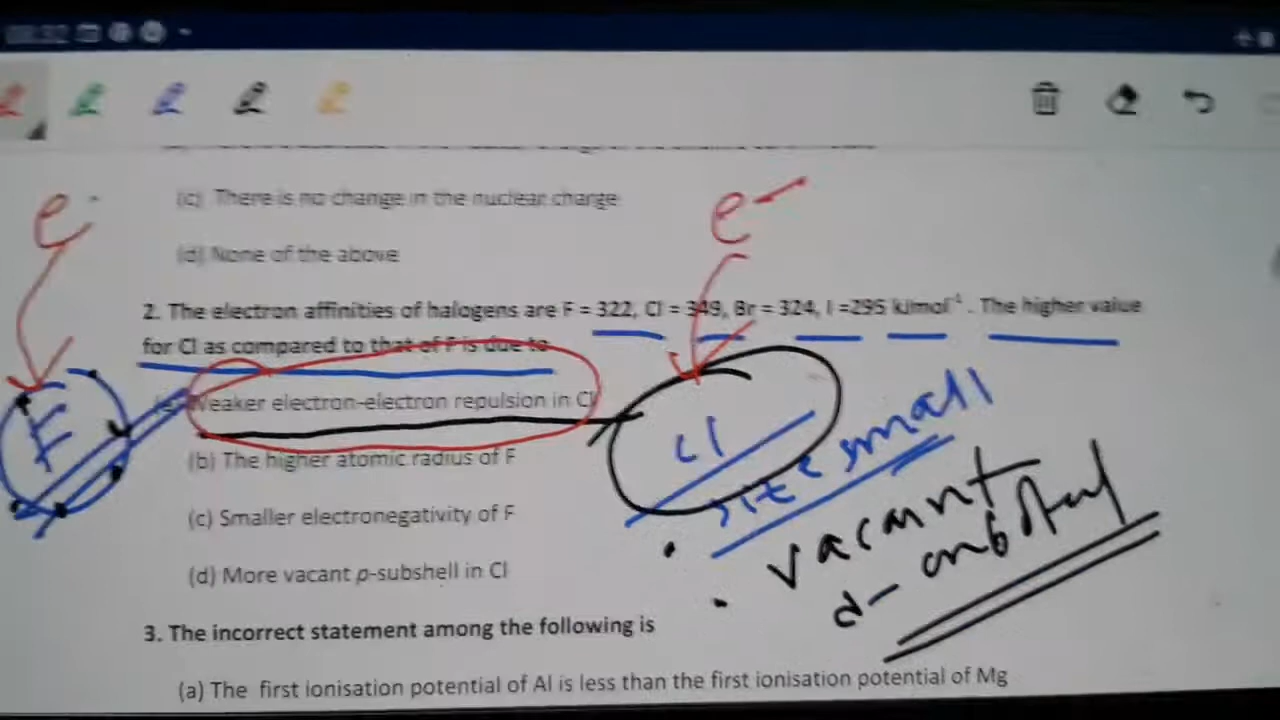 (c) There is no change in the nuclear charge
(d) None of the above
e-
e-
2. The electron affinities of halogens are F = 322, Cl = 349, Br = 324, I =295 kJmol-1 . The higher value
for Cl as compared to that of F is due to
(a) Weaker electron-electron repulsion in Cl
F
Cl
size small
(b) The higher atomic radius of F
(c) Smaller electronegativity of F
vacant
d- orbital
(d) More vacant p-subshell in Cl
3. The incorrect statement among the following is
(a) The first ionisation potential of Al is less than the first ionisation potential of Mg